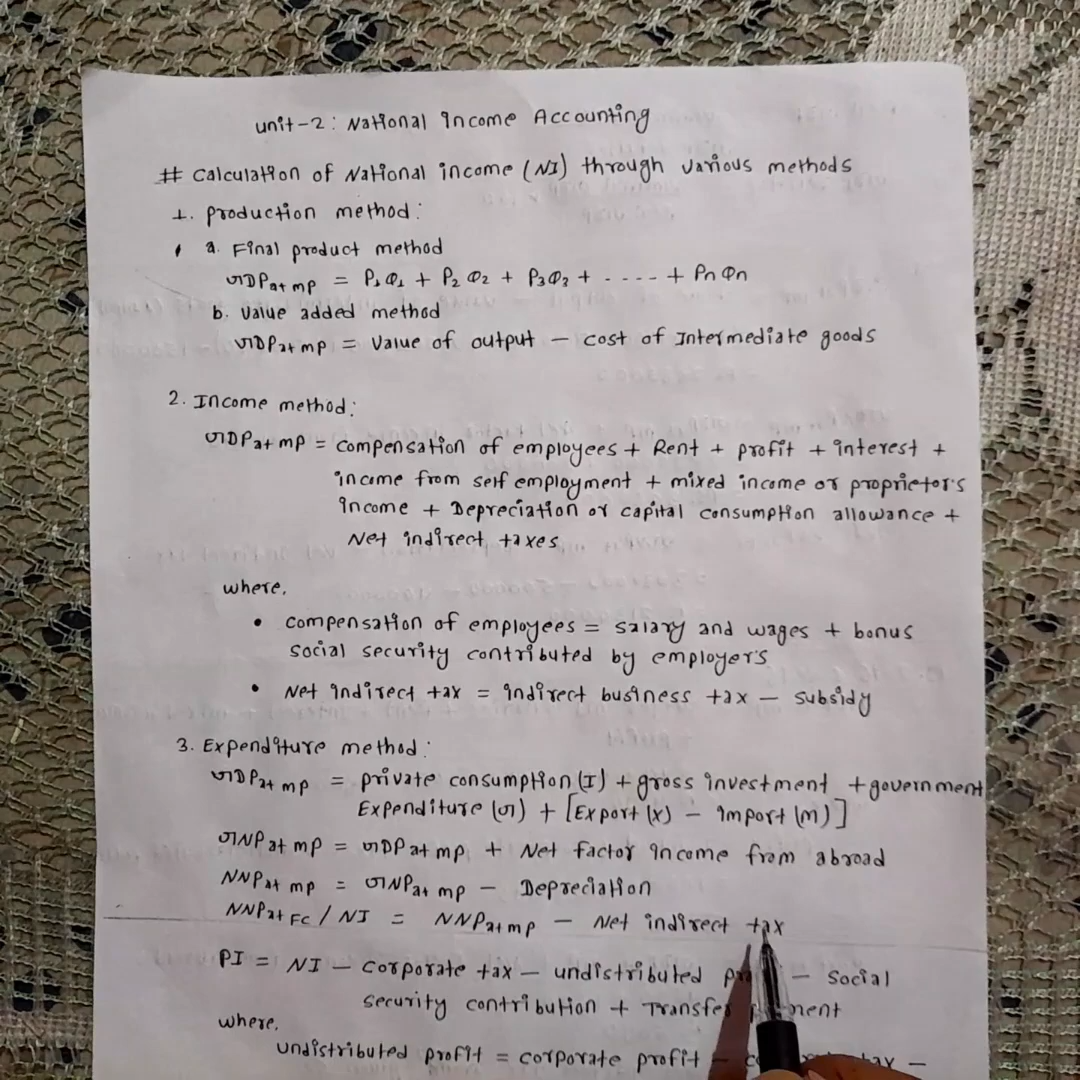 unit-2: National Income Accounting
# Calculation of National income (NI) through various methods
1. production method:
a. Final product method
GDPat mp = P1Q1 + P2Q2 + P3Q3 + ..... + PnQn
b. Value added method
GDPat mp = Value of output - cost of Intermediate goods
2. Income method:
GDPat mp = compensation of employees + Rent + profit + interest +
income from self employment + mixed income or proprietor's
income + Depreciation or capital consumption allowance +
Net indirect taxes
where,
• compensation of employees = salary and wages + bonus
social security contributed by employers
• Net indirect tax = indirect business tax - subsidy
3. Expenditure method:
GDPat mp = private consumption (I) + gross investment + government
Expenditure (G) + [Export (X) - import (M)]
GNPat mp = GDPat mp + Net factor income from abroad
NNPat mp = GNPat mp - Depreciation
NNPat FC / NI = NNPat mp - Net indirect tax
PI = NI - corporate tax - undistributed - social
security contribution +
where,
undistributed profit = corporate profit -